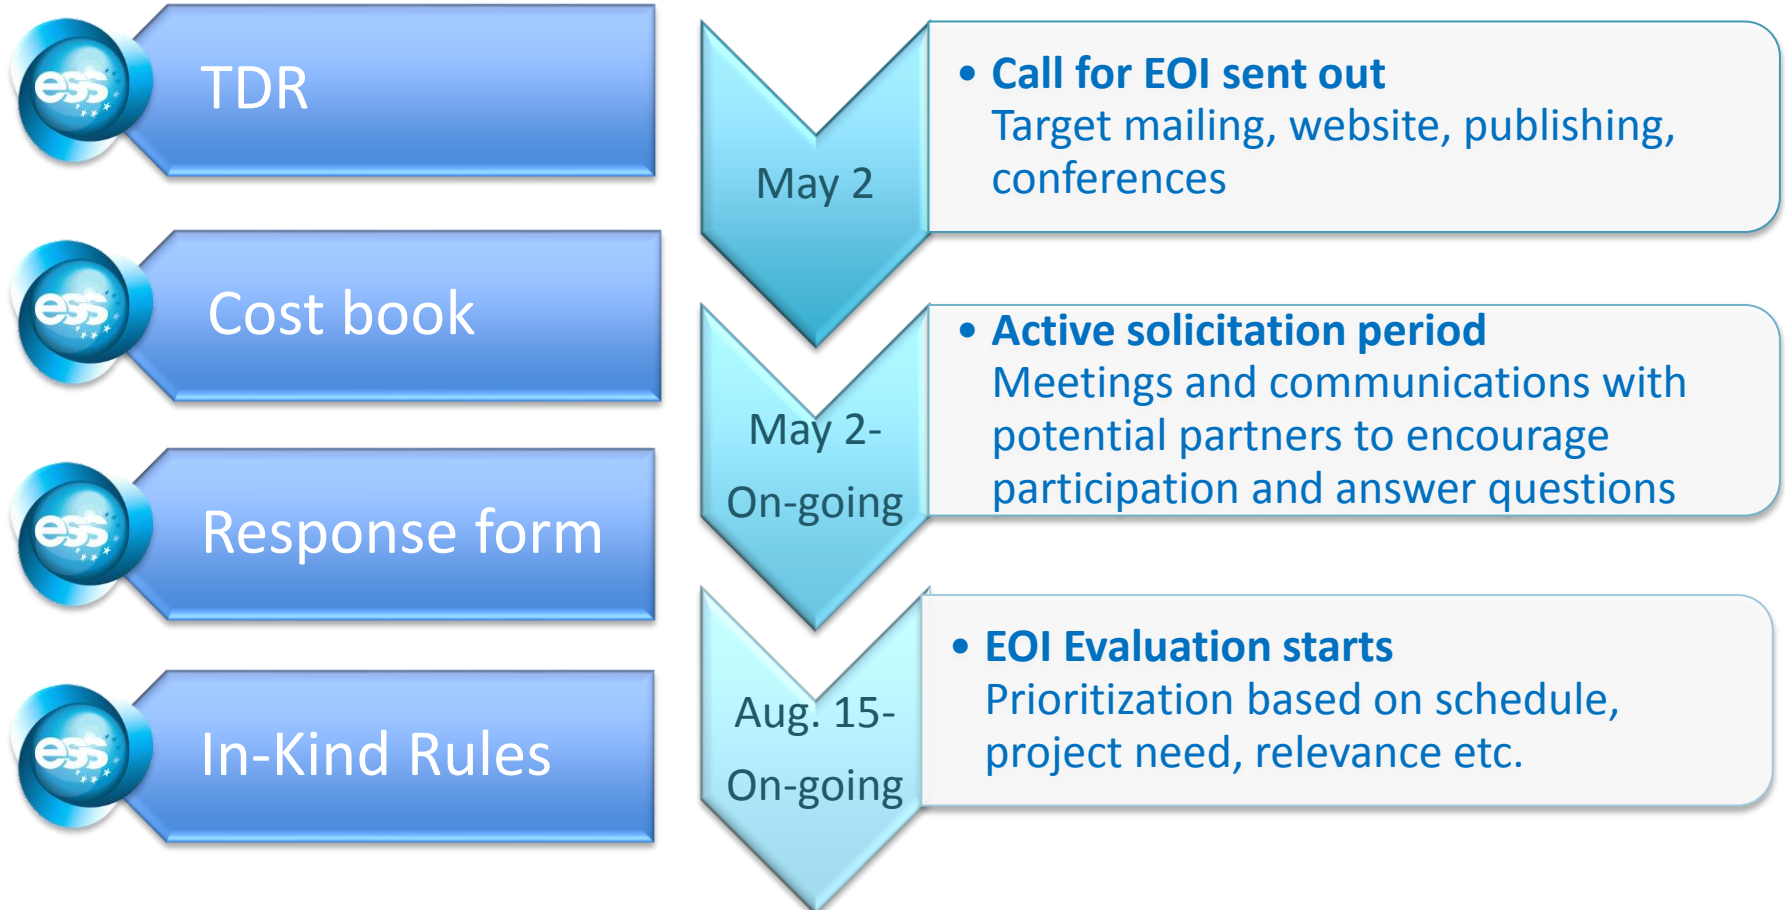 ess
TDR
ess
Cost book
ess
Response form
ess
In-Kind Rules
May 2
• Call for EOI sent out
Target mailing, website, publishing,
conferences
May 2-
On-going
• Active solicitation period
Meetings and communications with
potential partners to encourage
participation and answer questions
Aug. 15-
On-going
• EOI Evaluation starts
Prioritization based on schedule,
project need, relevance etc.